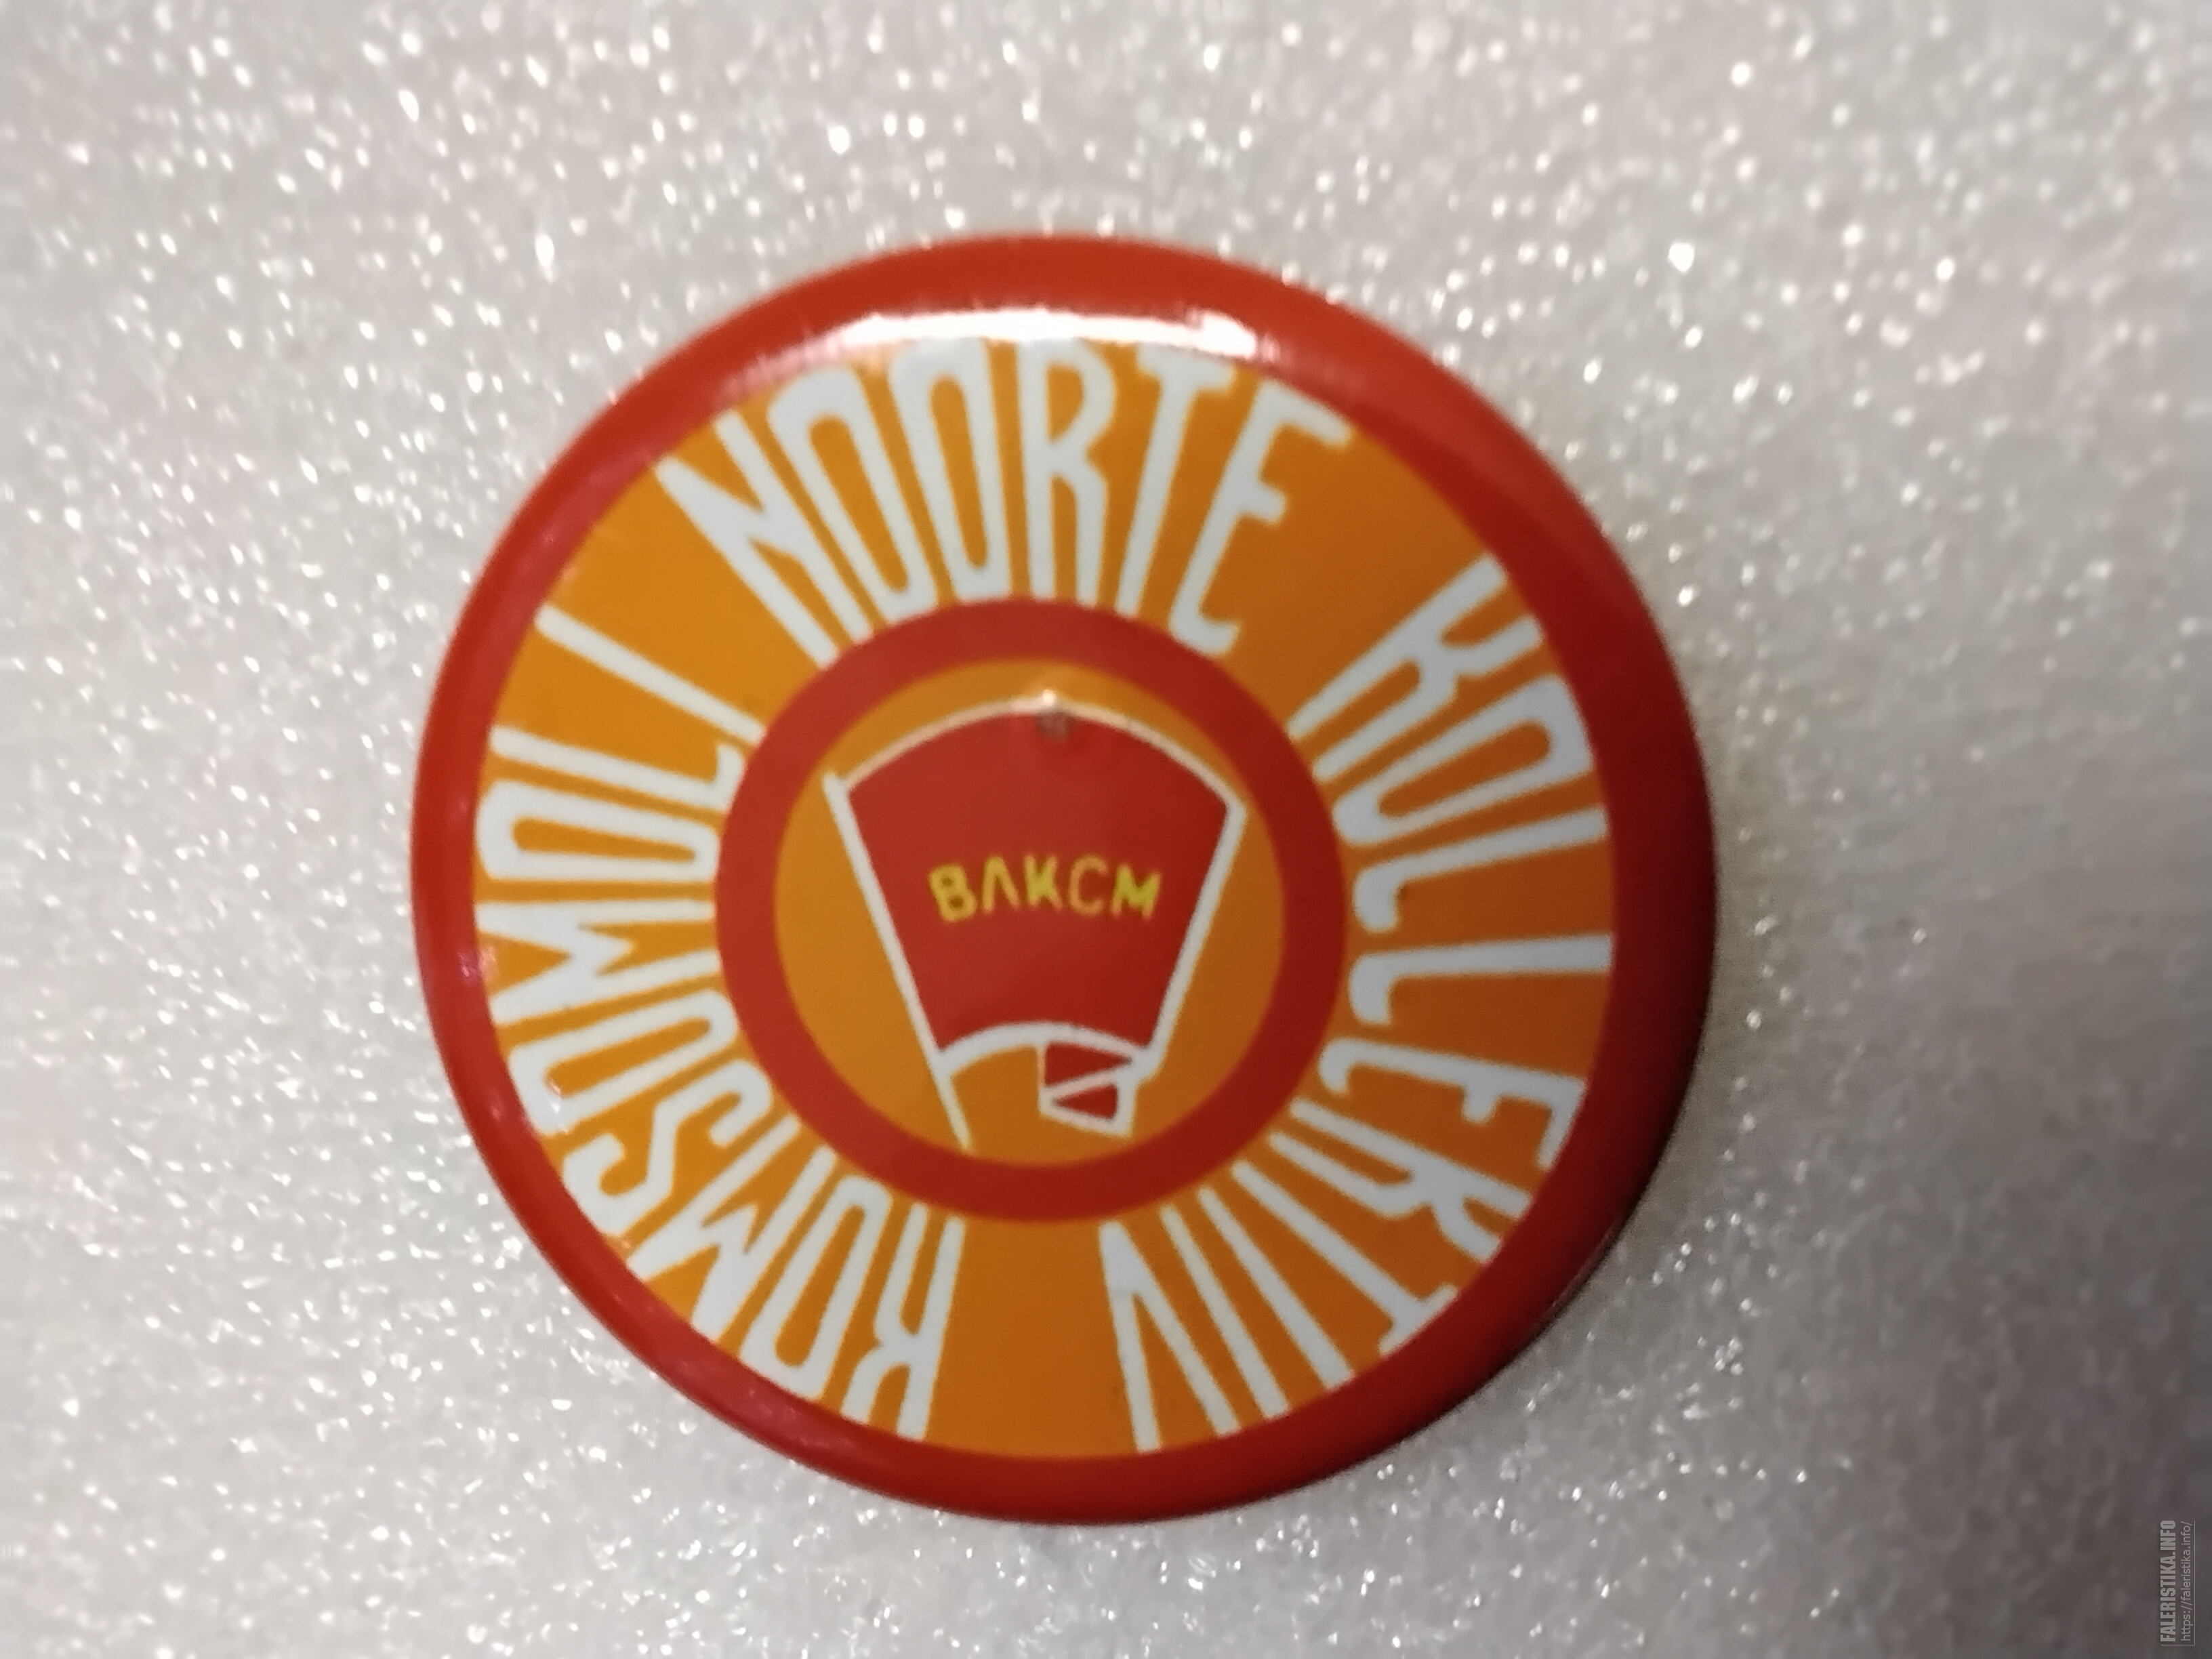 KOMSOMOLI NOORTE KOLLEKTIIV
ВЛКСМ
FALERISTIKA.INFO
https://faleristika.info/